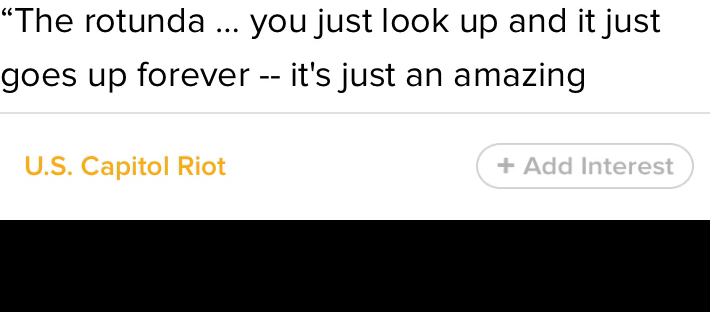 “The rotunda ... you just look up and it just
goes up forever -- it's just an amazing
U.S. Capitol Riot
+ Add Interest